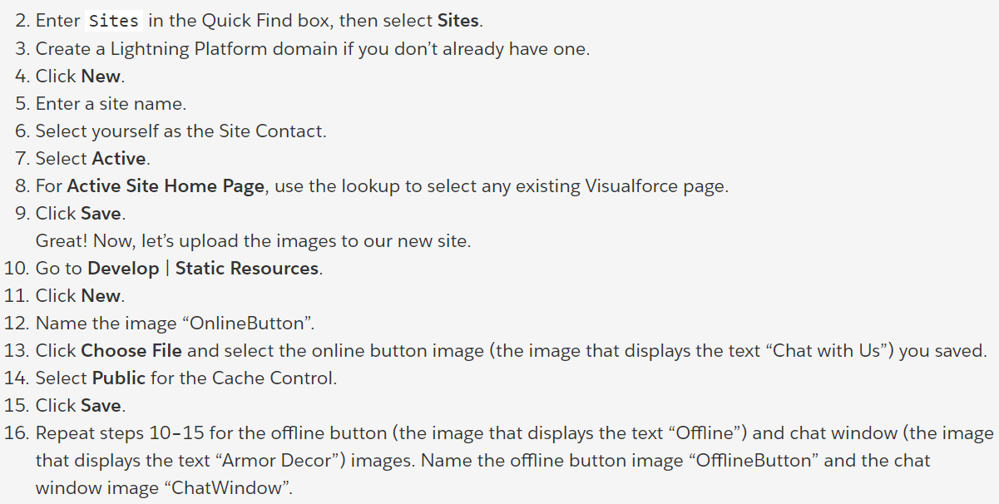 2. Enter Sites in the Quick Find box, then select Sites.
3. Create a Lightning Platform domain if you don’t already have one.
4. Click New.
5. Enter a site name.
6. Select yourself as the Site Contact.
7. Select Active.
8. For Active Site Home Page, use the lookup to select any existing Visualforce page.
9. Click Save.
Great! Now, let’s upload the images to our new site.
10. Go to Develop | Static Resources.
11. Click New.
12. Name the image “OnlineButton”.
13. Click Choose File and select the online button image (the image that displays the text “Chat with Us”) you saved.
14. Select Public for the Cache Control.
15. Click Save.
16. Repeat steps 10–15 for the offline button (the image that displays the text “Offline”) and chat window (the image
that displays the text “Armor Decor”) images. Name the offline button image “OfflineButton” and the chat
window image “ChatWindow”.